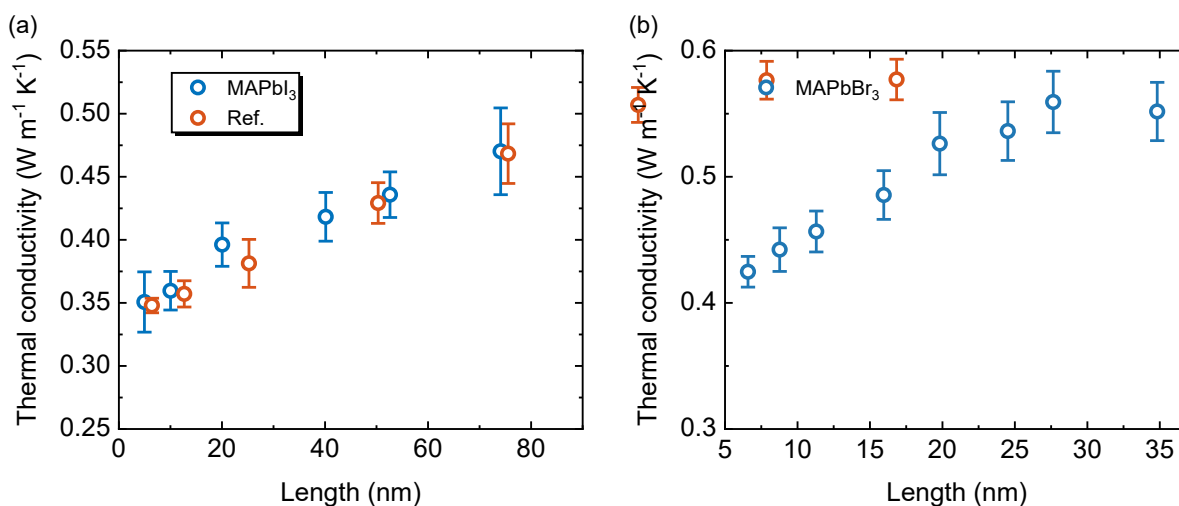 (a)
Thermal conductivity (W m⁻¹ K⁻¹)
0.55
0.50
0.45
0.40
0.35
0.30
0.25
MAPbI₃
Ref.
0 20 40 60 80
Length (nm)
(b)
Thermal conductivity (W m⁻¹ K⁻¹)
0.6
0.5
0.4
0.3
MAPbBr₃
5 10 15 20 25 30 35
Length (nm)